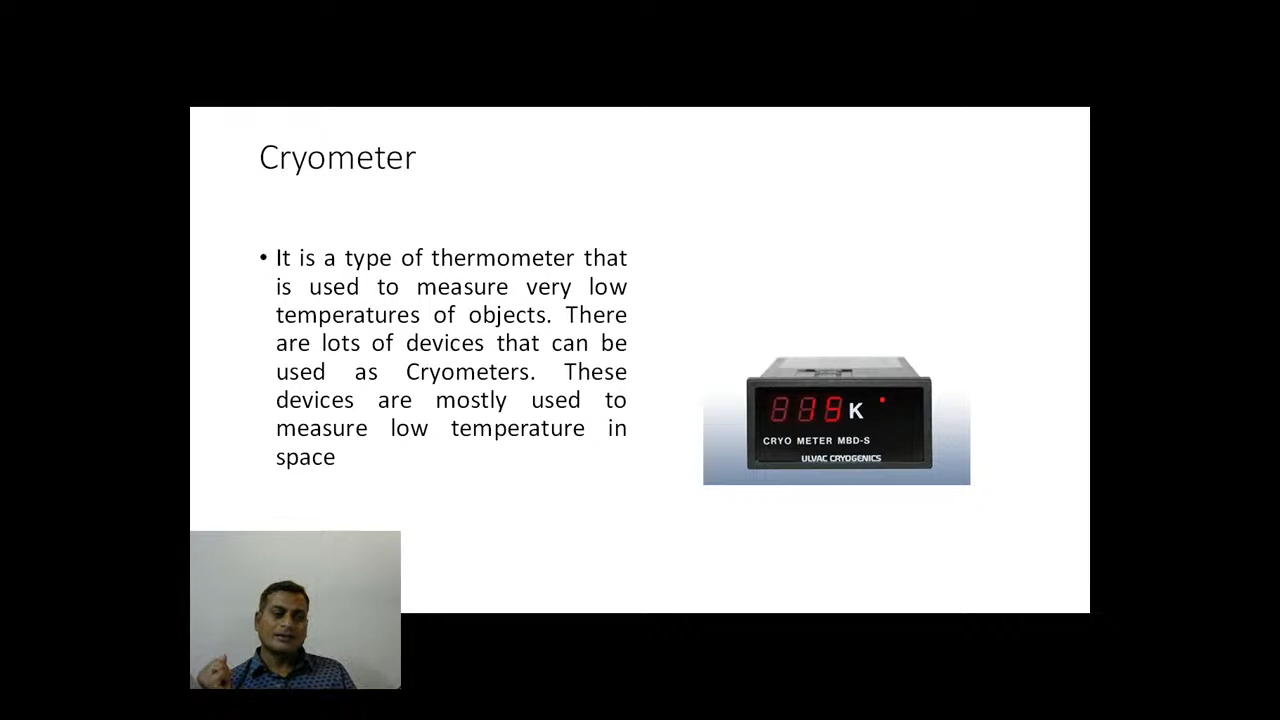 Cryometer
• It is a type of thermometer that
is used to measure very low
temperatures of objects. There
are lots of devices that can be
used as Cryometers. These
devices are mostly used to
measure low temperature in
space
19 K
CRYO METER MBD-S
ULVAC CRYOGENICS